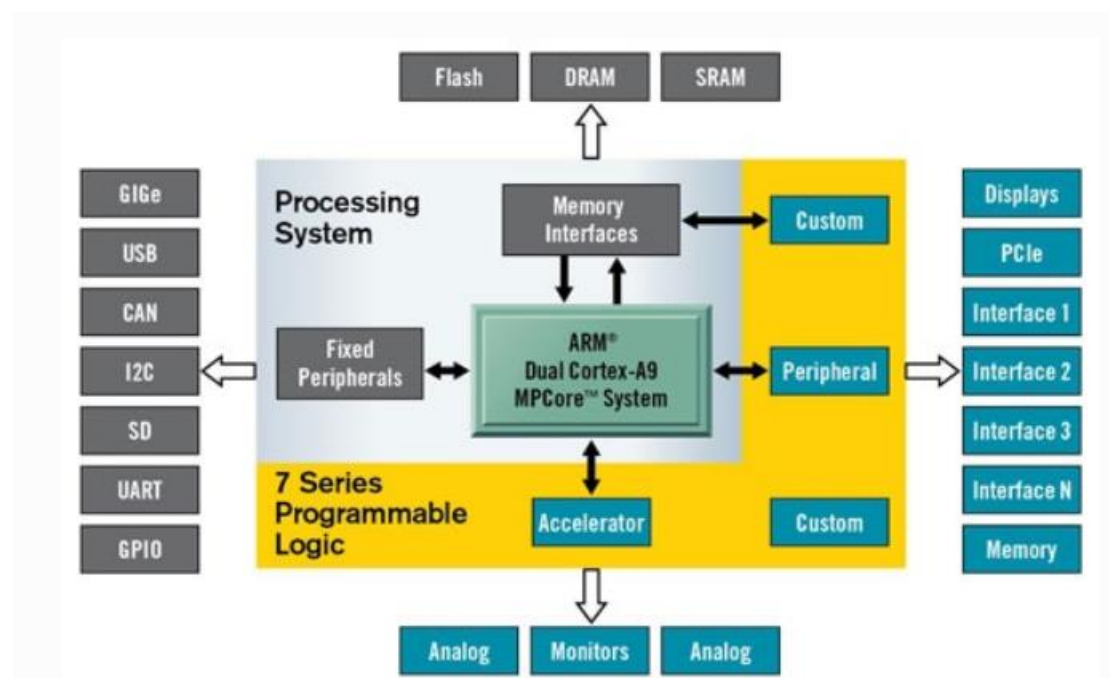 Flash
DRAM
SRAM
GIGe
USB
CAN
I2C
SD
UART
GPIO
Processing
System
Memory
Interfaces
Custom
Fixed
Peripherals
ARM®
Dual Cortex-A9
MPCore™ System
Peripheral
7 Series
Programmable
Logic
Accelerator
Custom
Displays
PCIe
Interface 1
Interface 2
Interface 3
Interface N
Memory
Analog
Monitors
Analog